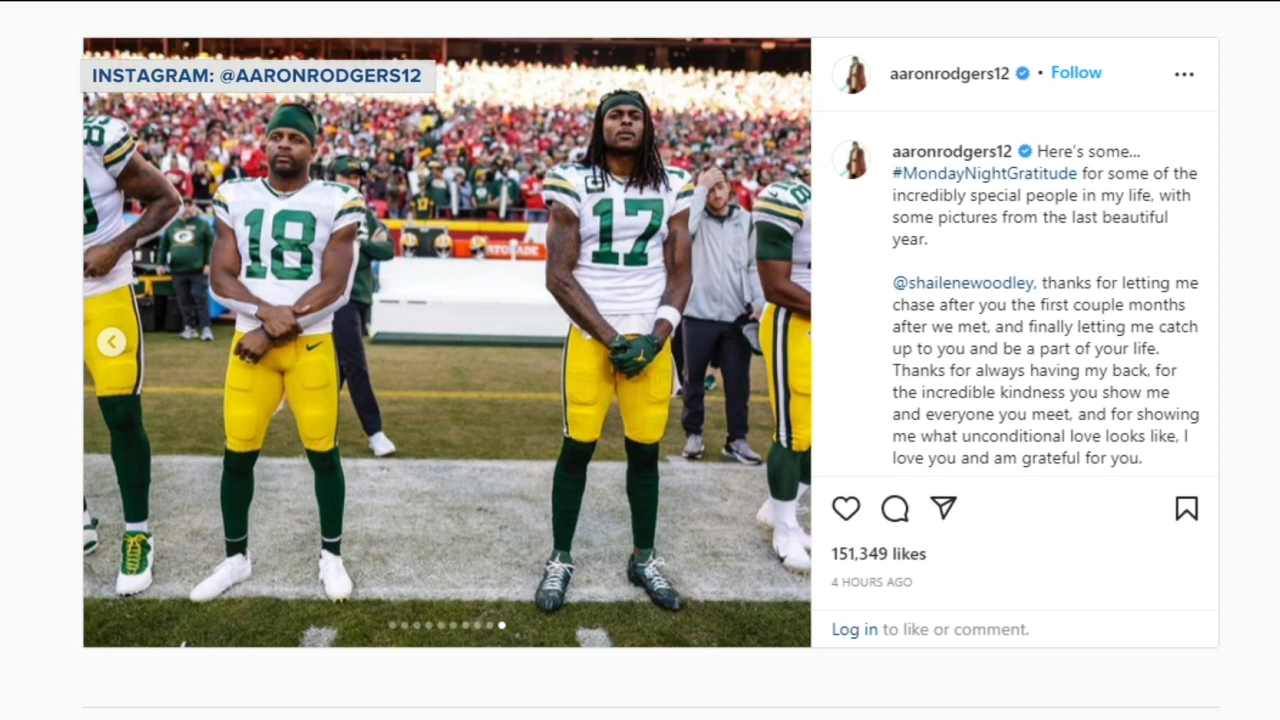 INSTAGRAM: @AARONRODGERS12
18
17
C
G
GATORADE
8
8
aaronrodgers12 • Follow
aaronrodgers12 Here's some...
#MondayNightGratitude for some of the
incredibly special people in my life, with
some pictures from the last beautiful
year.
@shailenewoodley, thanks for letting me
chase after you the first couple months
after we met, and finally letting me catch
up to you and be a part of your life.
Thanks for always having my back, for
the incredible kindness you show me
and everyone you meet, and for showing
me what unconditional love looks like, I
love you and am grateful for you.
151,349 likes
4 HOURS AGO
Log in to like or comment.